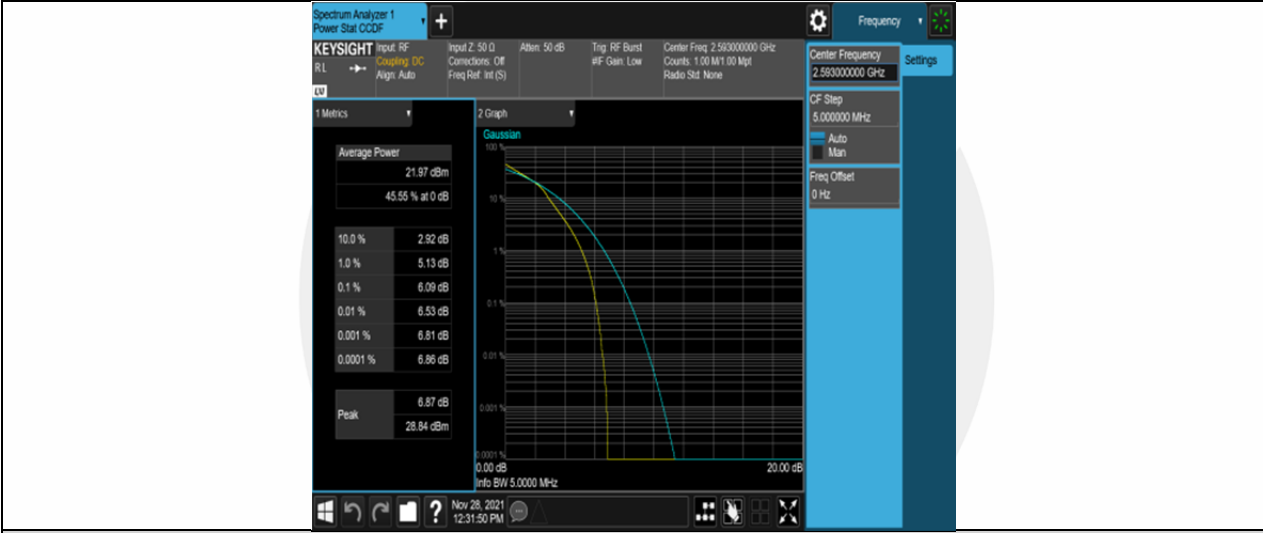 Spectrum Analyzer 1
Power Stat CCDF
Frequency
KEYSIGHT
Input: RF
RL
Coupling: DC
Align: Auto
Input Z: 50 Ω
Corrections: Off
Freq Ref: Int (S)
Atten: 50 dB
Trig: RF Burst
#IF Gain: Low
Center Freq: 2.593000000 GHz
Counts: 1.00 M/1.00 Mpt
Radio Std: None
Center Frequency
2.593000000 GHz
Settings
CF Step
5.000000 MHz
Auto
Man
Freq Offset
0 Hz
1 Metrics
Average Power
21.97 dBm
45.55 % at 0 dB
10.0 % 2.92 dB
1.0 % 5.13 dB
0.1 % 6.09 dB
0.01 % 6.53 dB
0.001 % 6.81 dB
0.0001 % 6.86 dB
Peak
6.87 dB
28.84 dBm
2 Graph
Gaussian
100 %
10 %
1 %
0.1 %
0.01 %
0.001 %
0.0001 %
0.00 dB
20.00 dB
Info BW 5.0000 MHz
?
Nov 28, 2021
12:31:50 PM